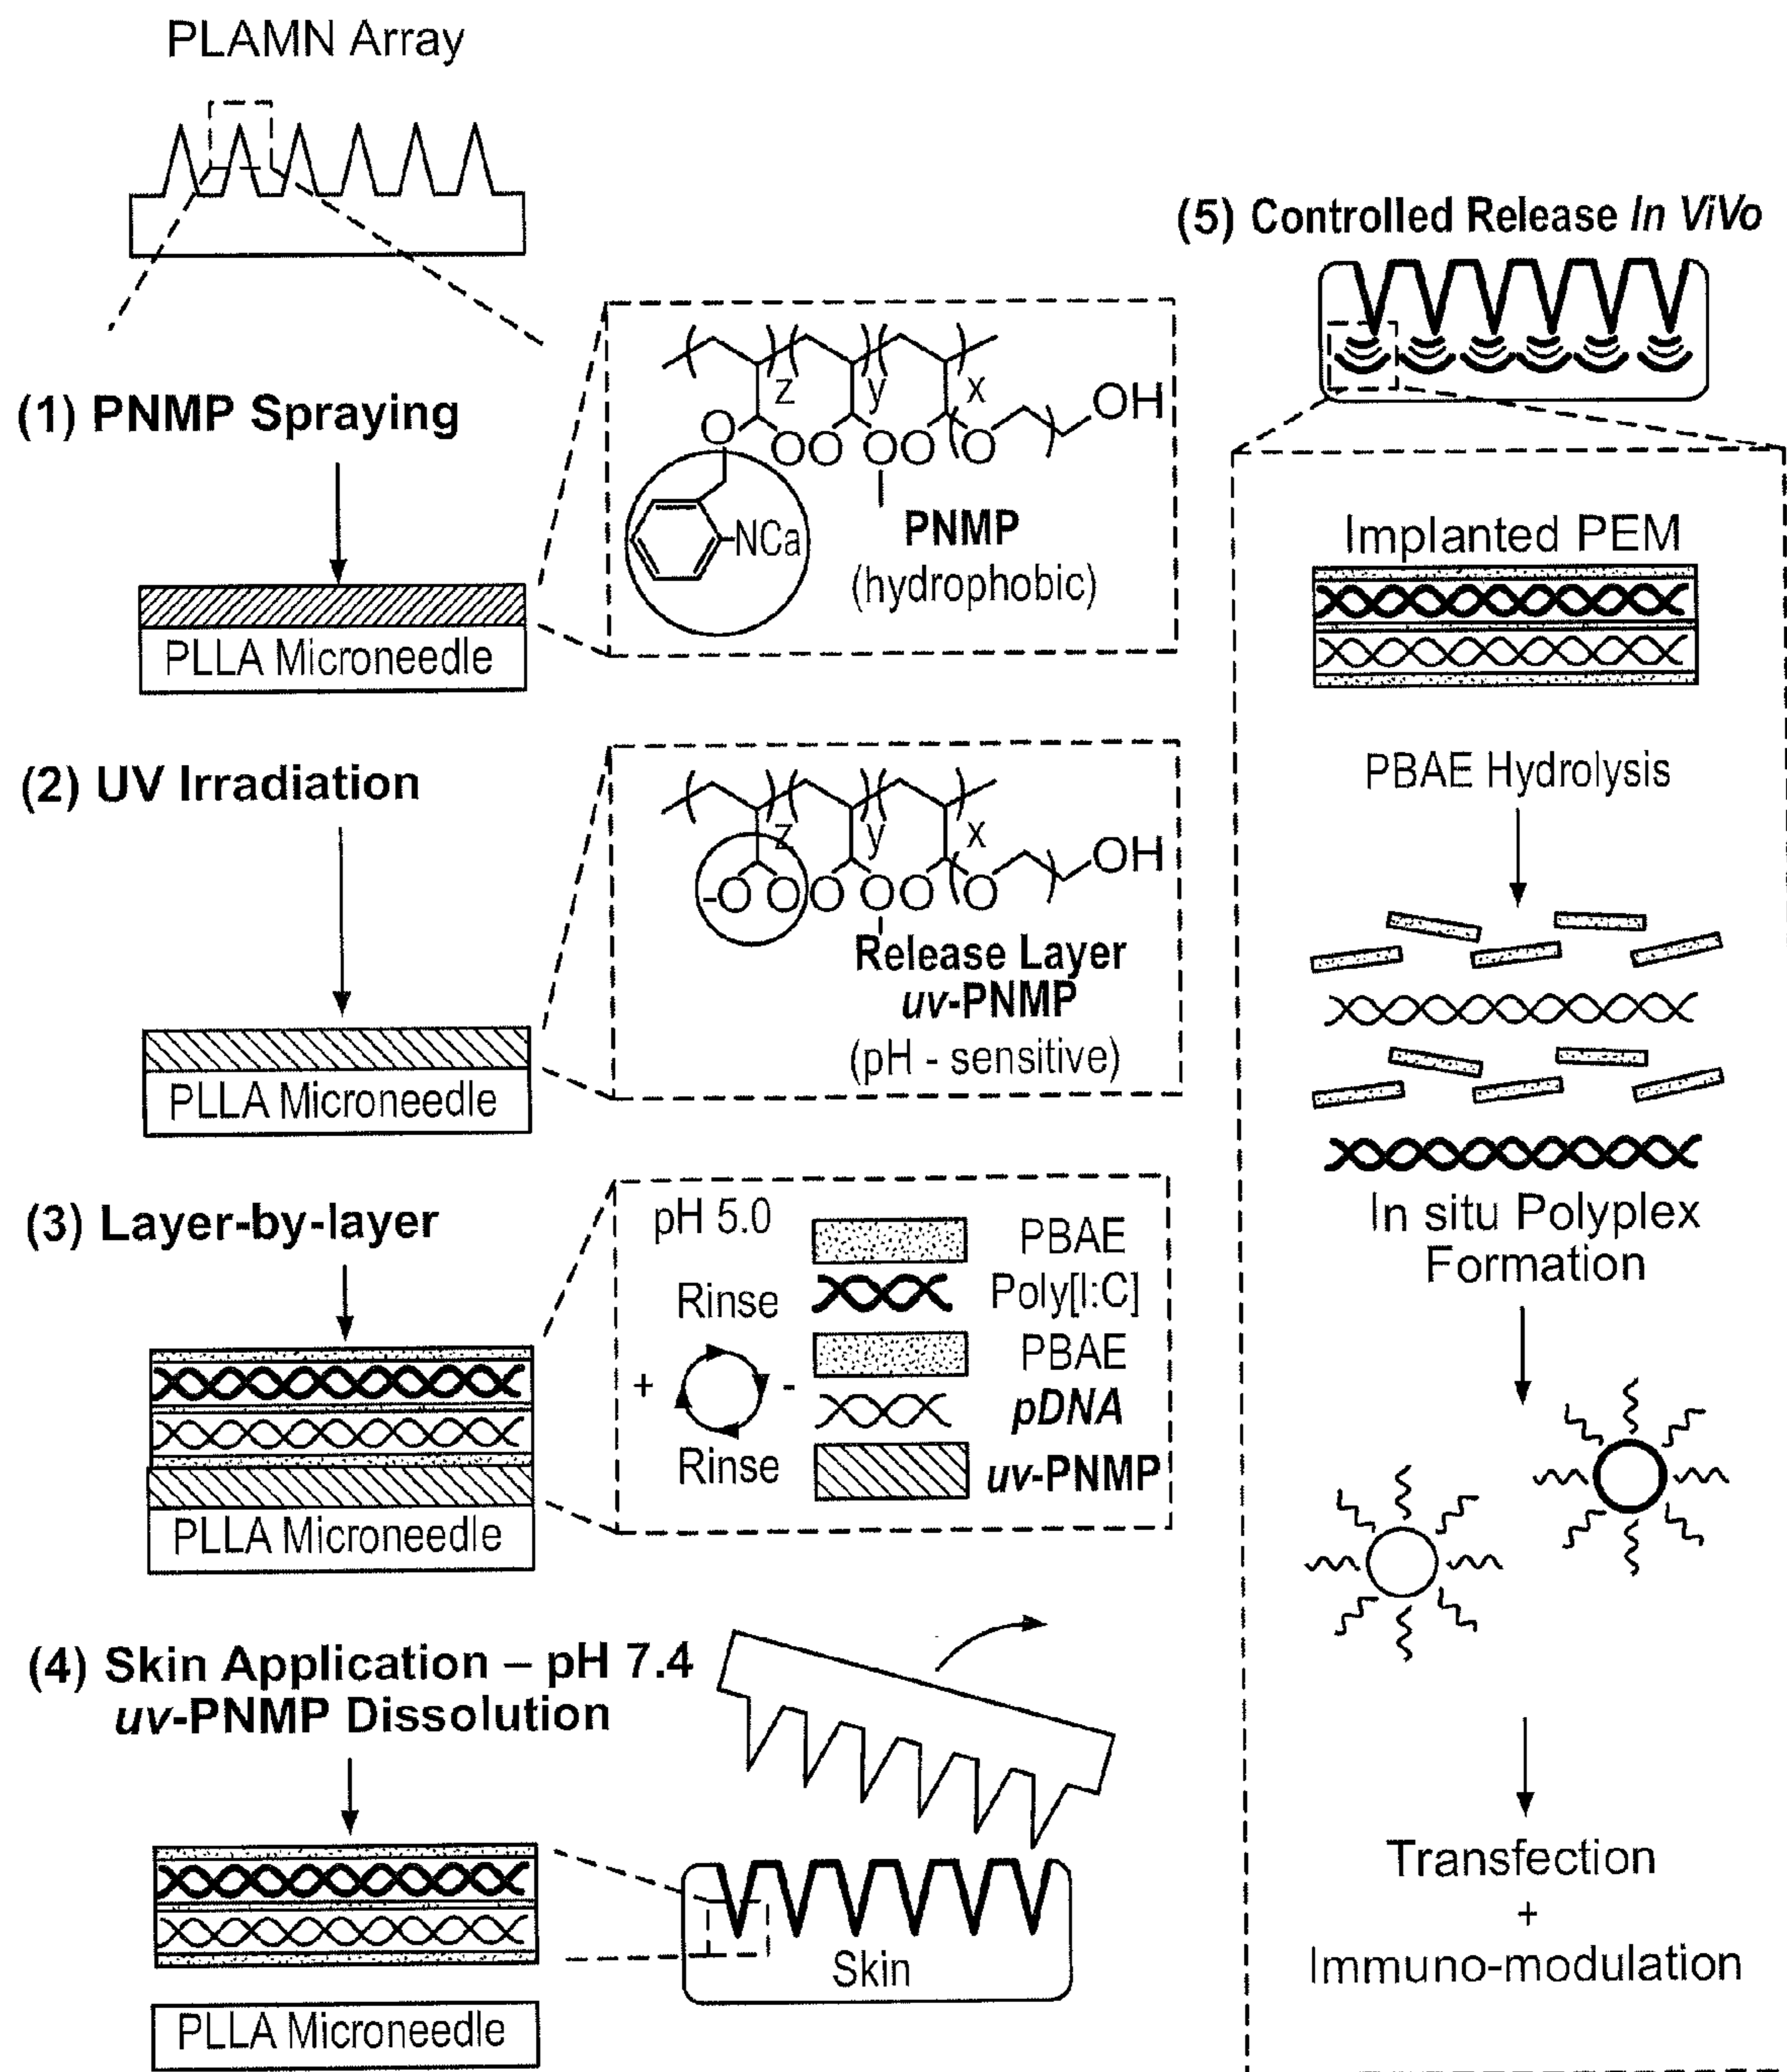 PLAMN Array
(1) PNMP Spraying
PLLA Microneedle
z
y
x
O
O
O
O
O
O
OH
NCa
PNMP
(hydrophobic)
(2) UV Irradiation
PLLA Microneedle
z
y
x
-O
O
O
O
O
O
OH
Release Layer
uv-PNMP
(pH - sensitive)
(3) Layer-by-layer
PLLA Microneedle
pH 5.0
Rinse
+
-
Rinse
PBAE
Poly[I:C]
PBAE
pDNA
uv-PNMP
(4) Skin Application – pH 7.4
uv-PNMP Dissolution
PLLA Microneedle
Skin
(5) Controlled Release In ViVo
Implanted PEM
PBAE Hydrolysis
In situ Polyplex
Formation
Transfection
+
Immuno-modulation